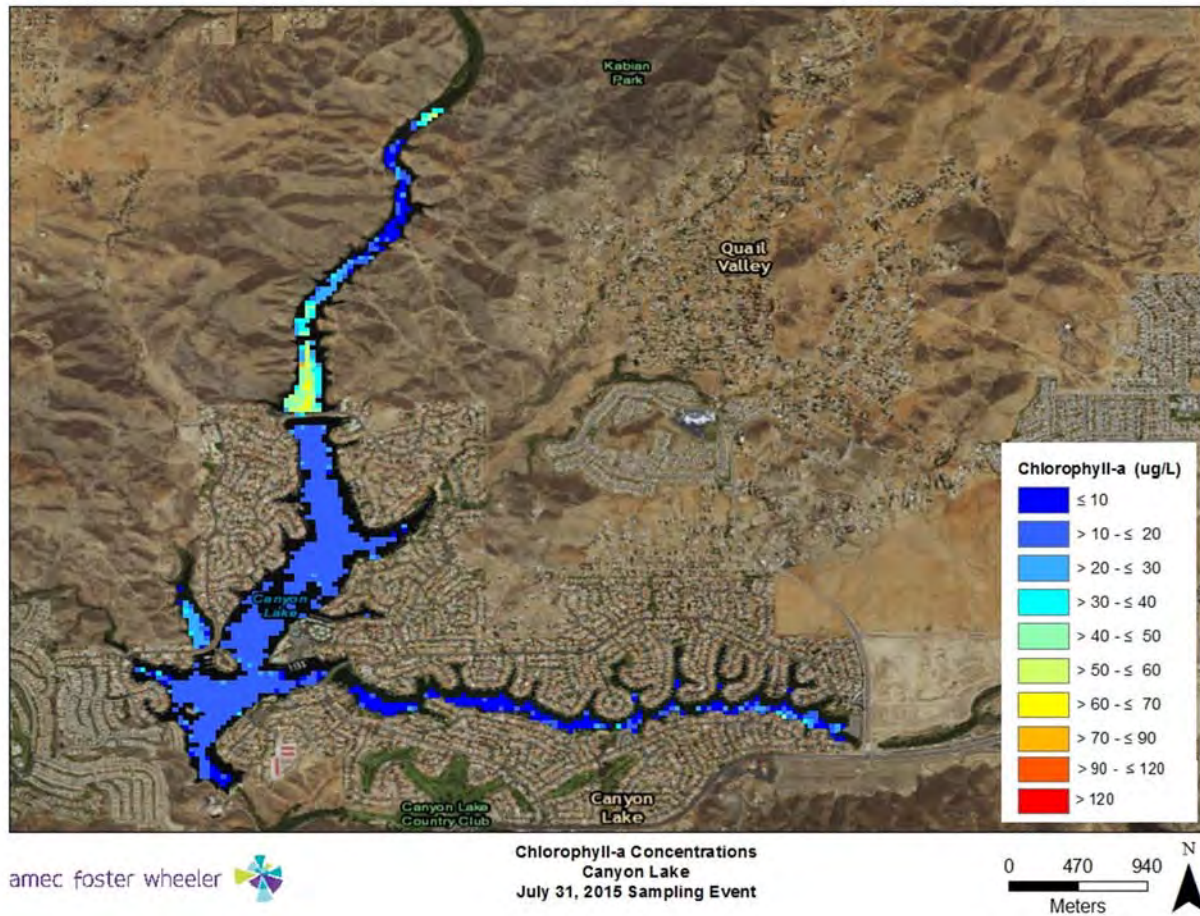 Kabian
Park
Quail
Valley
Canyon
Lake
Canyon Lake
Country Club
Canyon
Lake
Chlorophyll-a (ug/L)
≤ 10
> 10 - ≤ 20
> 20 - ≤ 30
> 30 - ≤ 40
> 40 - ≤ 50
> 50 - ≤ 60
> 60 - ≤ 70
> 70 - ≤ 90
> 90 - ≤ 120
> 120
amec foster wheeler
Chlorophyll-a Concentrations
Canyon Lake
July 31, 2015 Sampling Event
0 470 940
Meters
N